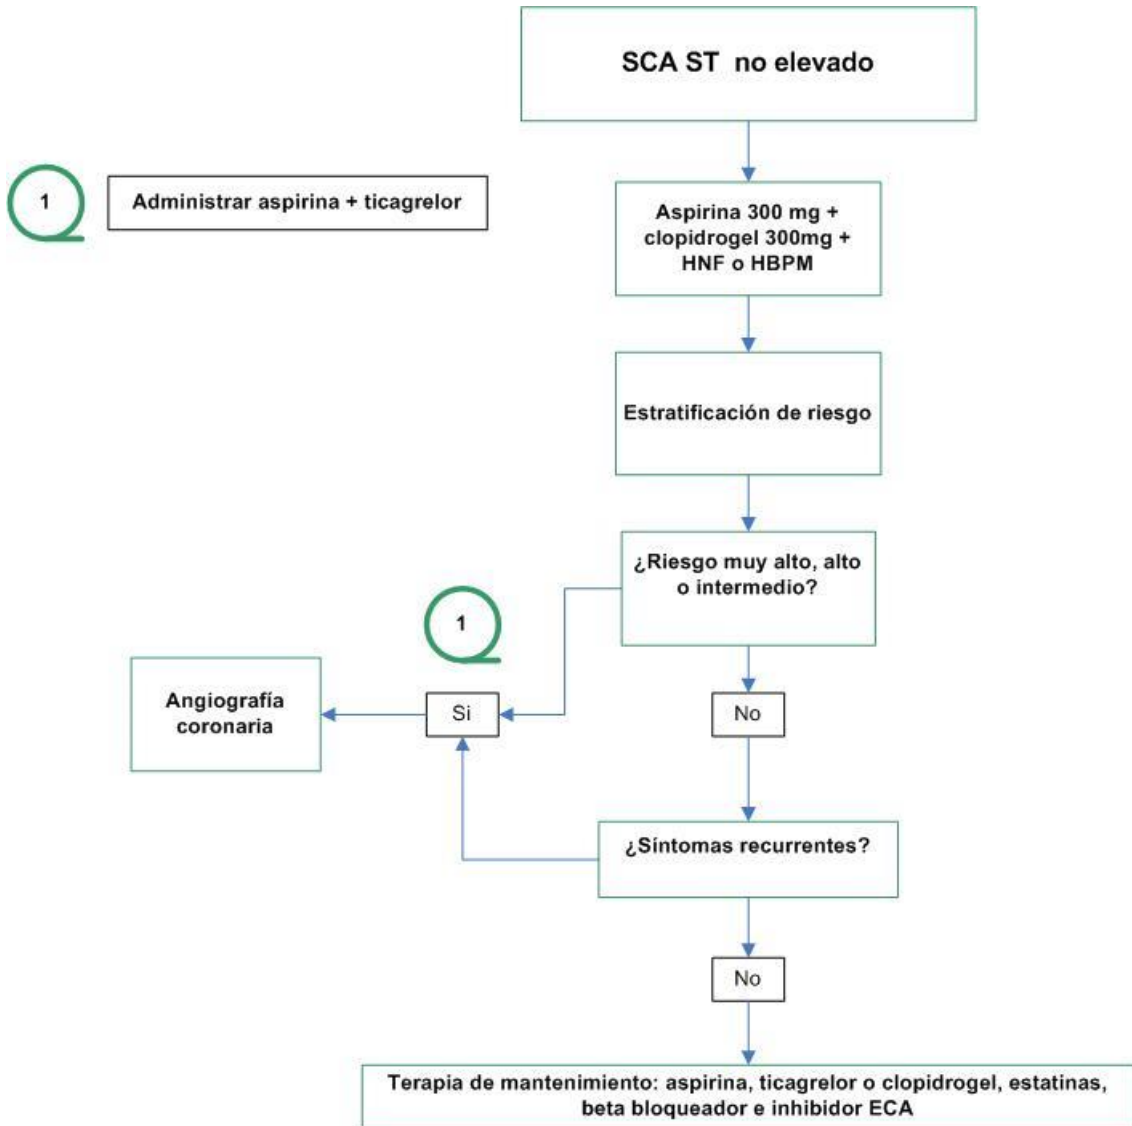 SCA ST no elevado
1
Administrar aspirina + ticagrelor
Aspirina 300 mg +
clopidrogel 300mg +
HNF o HBPM
Estratificación de riesgo
¿Riesgo muy alto, alto
o intermedio?
1
Angiografía
coronaria
Si
No
¿Síntomas recurrentes?
No
Terapia de mantenimiento: aspirina, ticagrelor o clopidrogel, estatinas,
beta bloqueador e inhibidor ECA